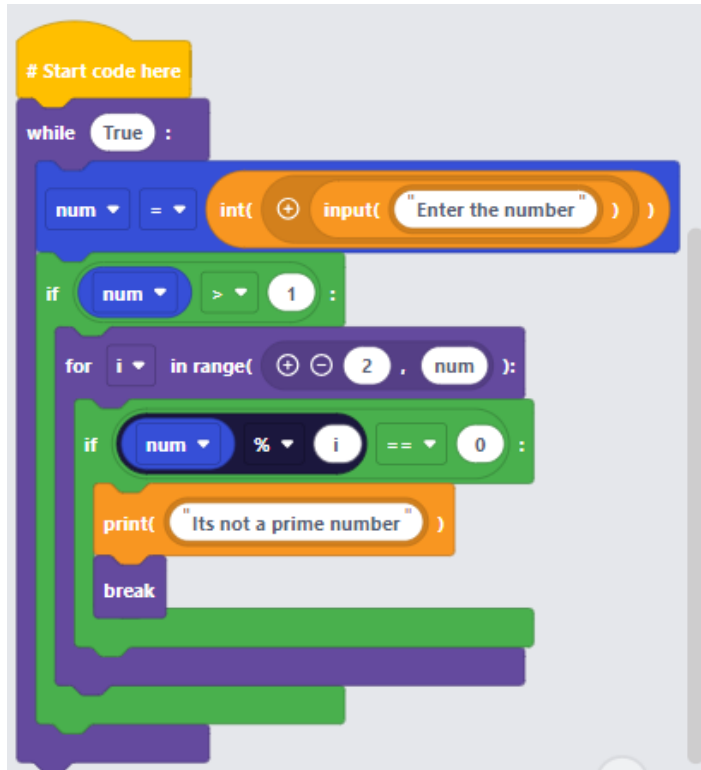 # Start code here
while True :
num = int( input( "Enter the number" ) )
if num > 1 :
for i in range( 2 , num ):
if num % i == 0 :
print( "Its not a prime number" )
break